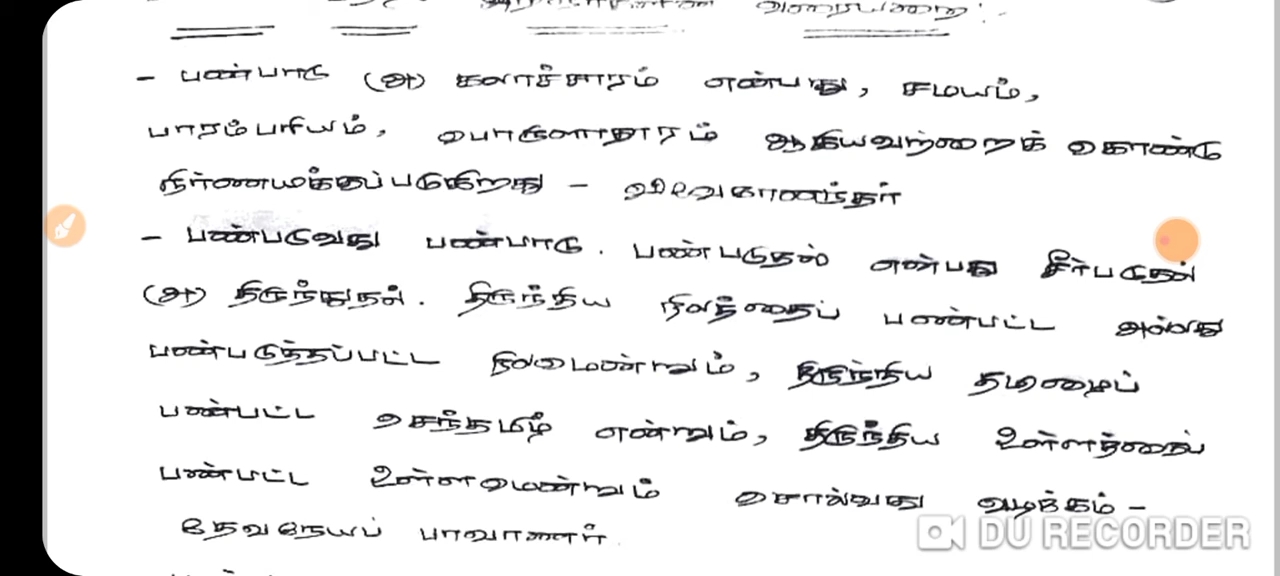 வரையறை :-
- பண்பாடு (அ) கலாச்சாரம் என்பது, சமயம்,
பாரம்பரியம், பொருளாதாரம் ஆகியவற்றைக் கொண்டு
நிர்ணயிக்கப்படுகிறது - விவேகானந்தர்
- பண்படுவது பண்பாடு. பண்படுதல் என்பது சீர்படுதல்
(அ) திருந்துதல். திருந்திய நிலத்தைப் பண்பட்ட அல்லது
பண்படுத்தப்பட்ட நிலமென்றும், திருந்திய தமிழைப்
பண்பட்ட செந்தமிழ் என்றும், திருந்திய உள்ளத்தைப்
பண்பட்ட உள்ளமென்றும் சொல்வது வழக்கம் -
தேவநேயப் பாவாணர்
DU RECORDER